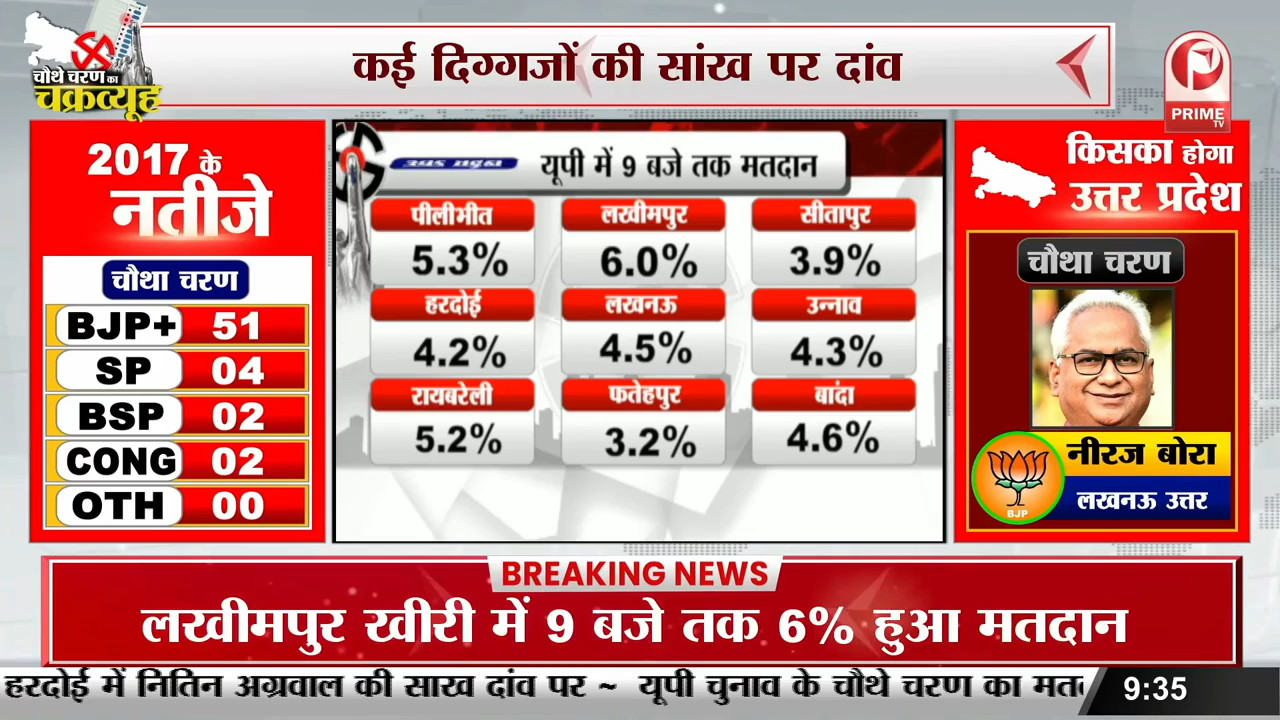 चौथे चरण का
चक्रव्यूह
कई दिग्गजों की सांख पर दांव
PRIME
TV
2017 के
नतीजे
चौथा चरण
BJP+ 51
SP 04
BSP 02
CONG 02
OTH 00
यूपी में 9 बजे तक मतदान
पीलीभीत लखीमपुर सीतापुर
5.3% 6.0% 3.9%
हरदोई लखनऊ उन्नाव
4.2% 4.5% 4.3%
रायबरेली फतेहपुर बांदा
5.2% 3.2% 4.6%
किसका होगा
उत्तर प्रदेश
चौथा चरण
BJP
नीरज बोरा
लखनऊ उत्तर
BREAKING NEWS
लखीमपुर खीरी में 9 बजे तक 6% हुआ मतदान
हरदोई में नितिन अग्रवाल की साख दांव पर ~ यूपी चुनाव के चौथे चरण का
9:35